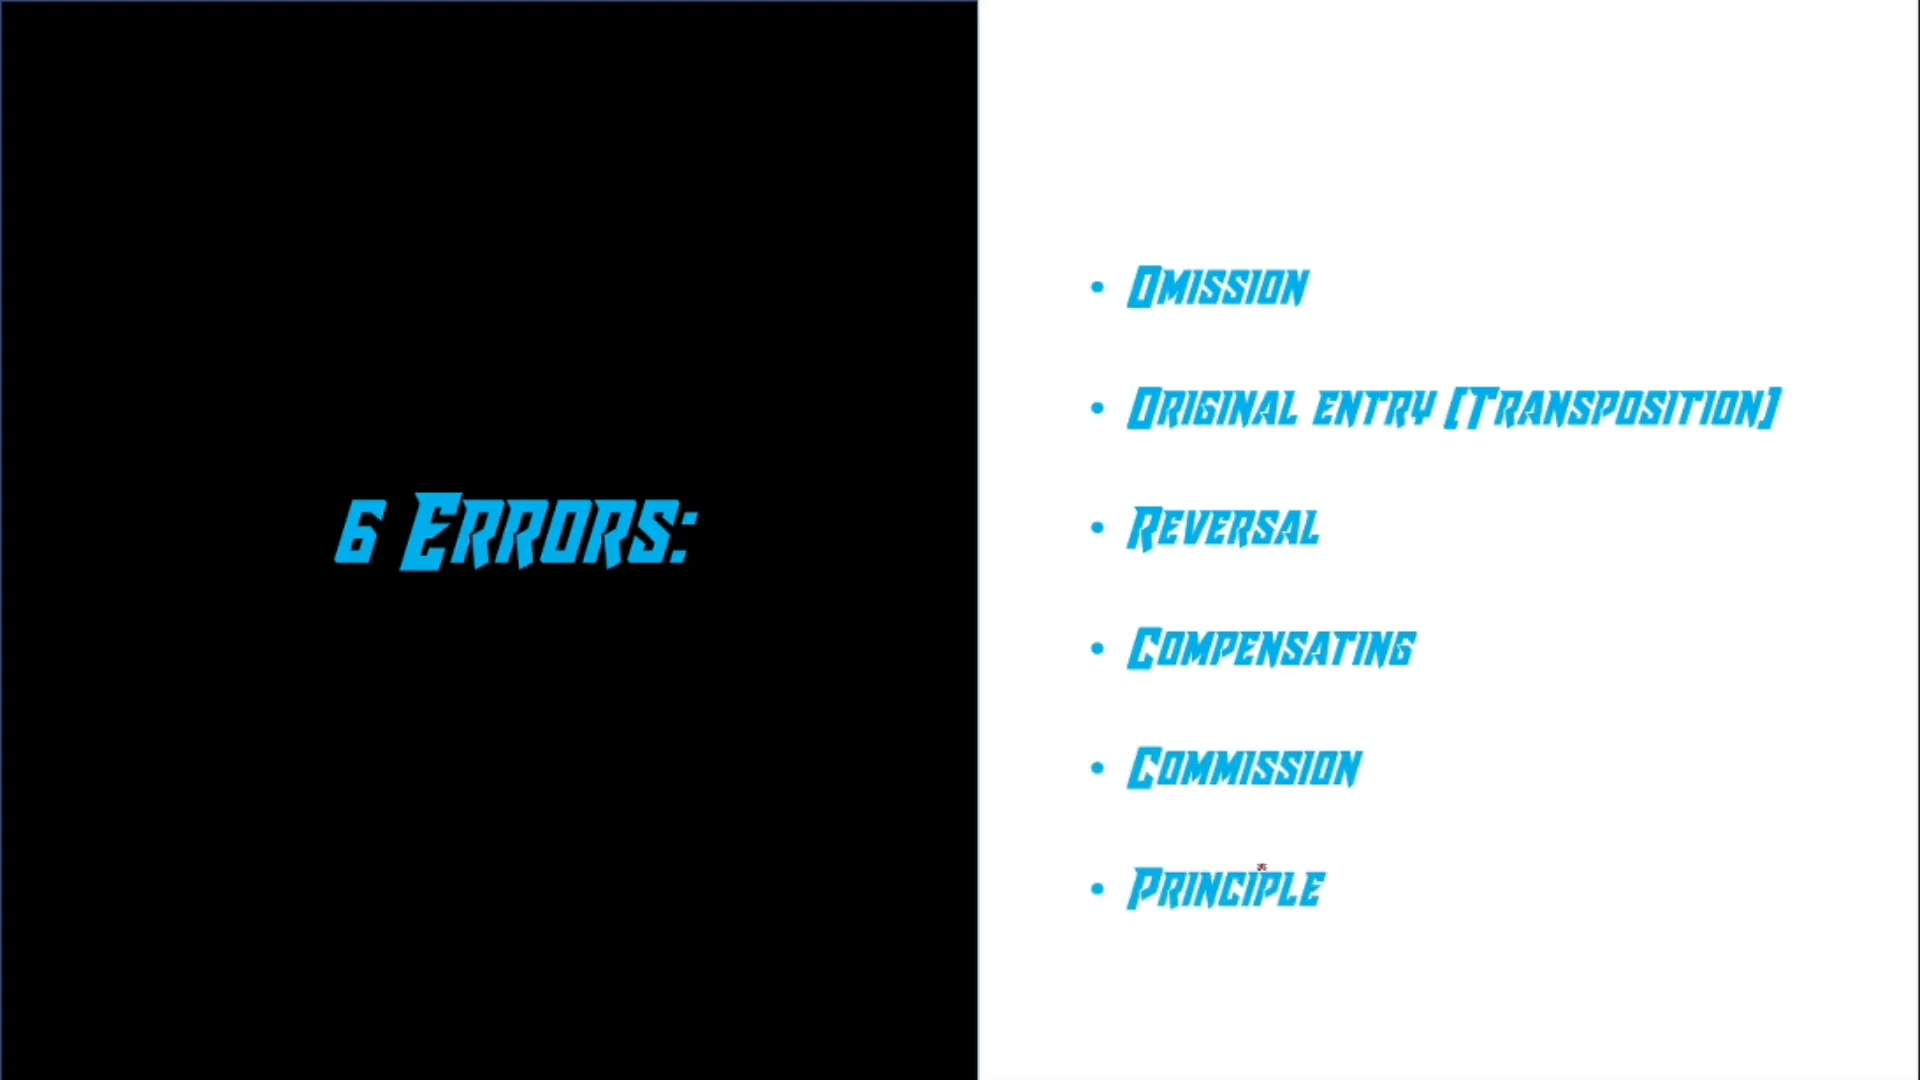 6 Errors:
• Omission
• Original entry (Transposition)
• Reversal
• Compensating
• Commission
• Principle